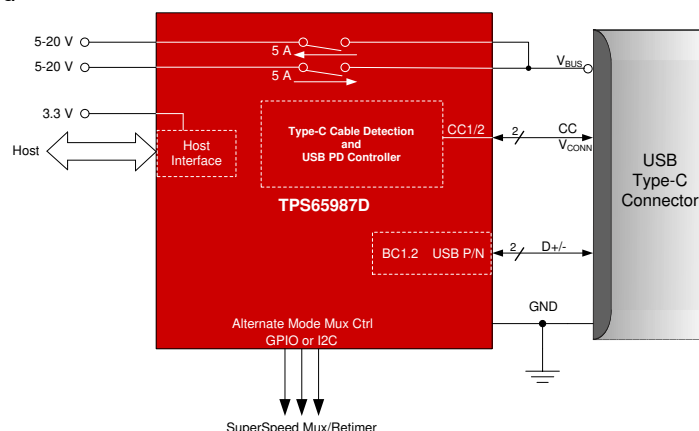 5-20 V
5 A
5-20 V
5 A
VBUS
3.3 V
Host
Host
Interface
Type-C Cable Detection
and
USB PD Controller
CC1/2
2
CC
VCONN
USB
Type-C
Connector
TPS65987D
BC1.2 USB P/N
2
D+/-
GND
Alternate Mode Mux Ctrl
GPIO or I2C
SuperSpeed Mux/Retimer